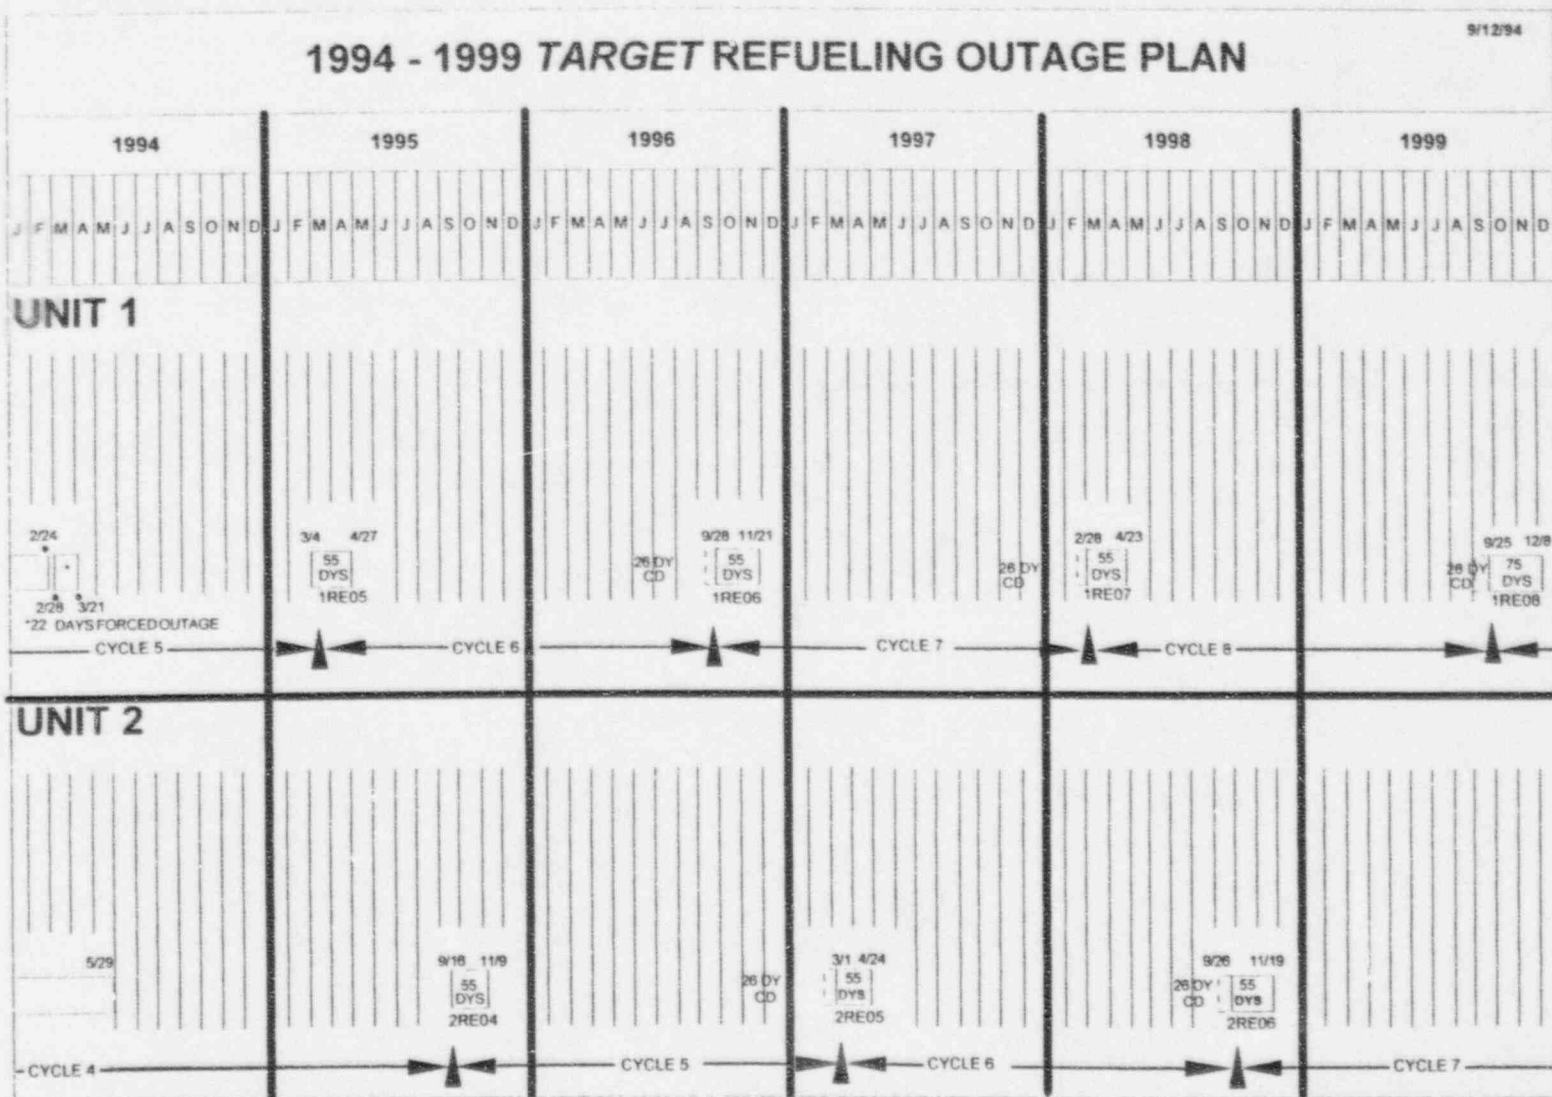 9/12/94
1994 - 1999 TARGET REFUELING OUTAGE PLAN
1994 1995 1996 1997 1998 1999
J F M A M J J A S O N D J F M A M J J A S O N D J F M A M J J A S O N D J F M A M J J A S O N D J F M A M J J A S O N D J F M A M J J A S O N D
UNIT 1
2/24 3/4 4/27 9/28 11/21 2/28 4/23 9/25 12/8
55 DYS 26 DY CD 55 DYS 26 DY CD 55 DYS 26 DY CD 75 DYS
1RE05 1RE06 1RE07 1RE08
2/28 3/21
*22 DAYS FORCED OUTAGE
CYCLE 5 CYCLE 6 CYCLE 7 CYCLE 8
UNIT 2
5/29 9/16 11/9 3/1 4/24 9/26 11/19
55 DYS 26 DY CD 55 DYS 26 DY CD 55 DYS
2RE04 2RE05 2RE06
CYCLE 4 CYCLE 5 CYCLE 6 CYCLE 7